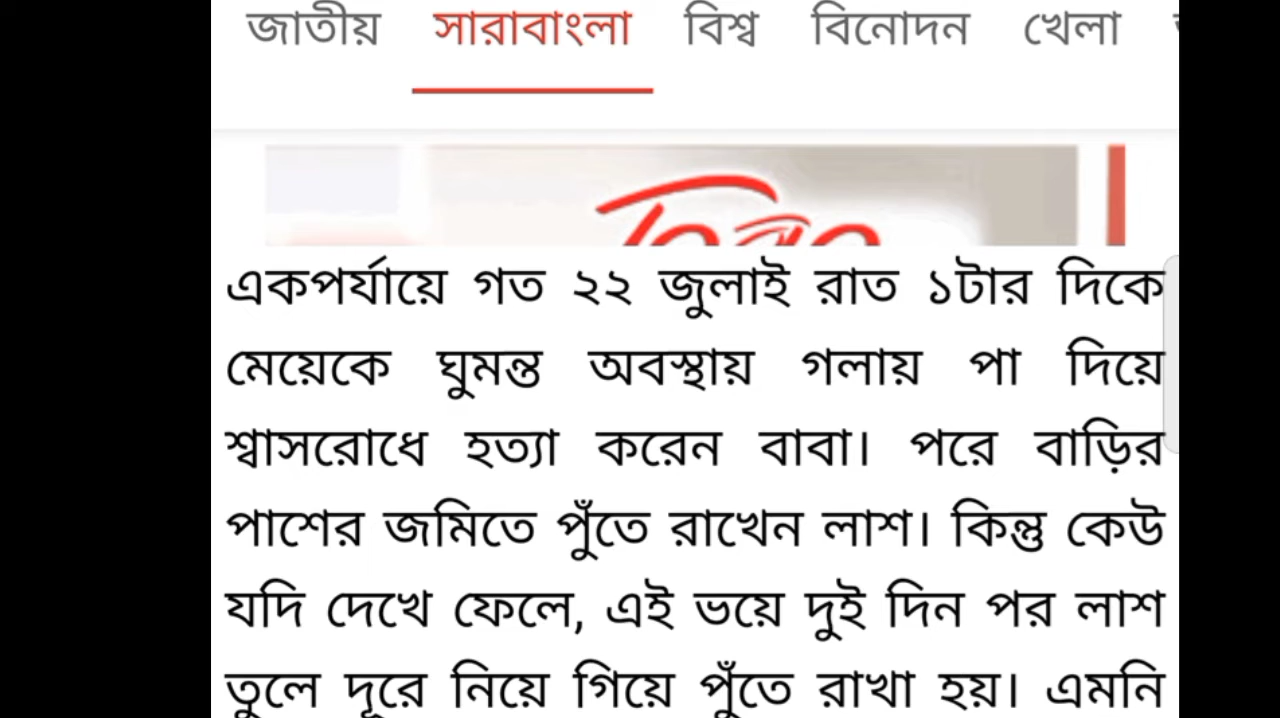 জাতীয় সারাবাংলা বিশ্ব বিনোদন খেলা
একপর্যায়ে গত ২২ জুলাই রাত ১টার দিকে
মেয়েকে ঘুমন্ত অবস্থায় গলায় পা দিয়ে
শ্বাসরোধে হত্যা করেন বাবা। পরে বাড়ির
পাশের জমিতে পুঁতে রাখেন লাশ। কিন্তু কেউ
যদি দেখে ফেলে, এই ভয়ে দুই দিন পর লাশ
তুলে দূরে নিয়ে গিয়ে পুঁতে রাখা হয়। এমনি